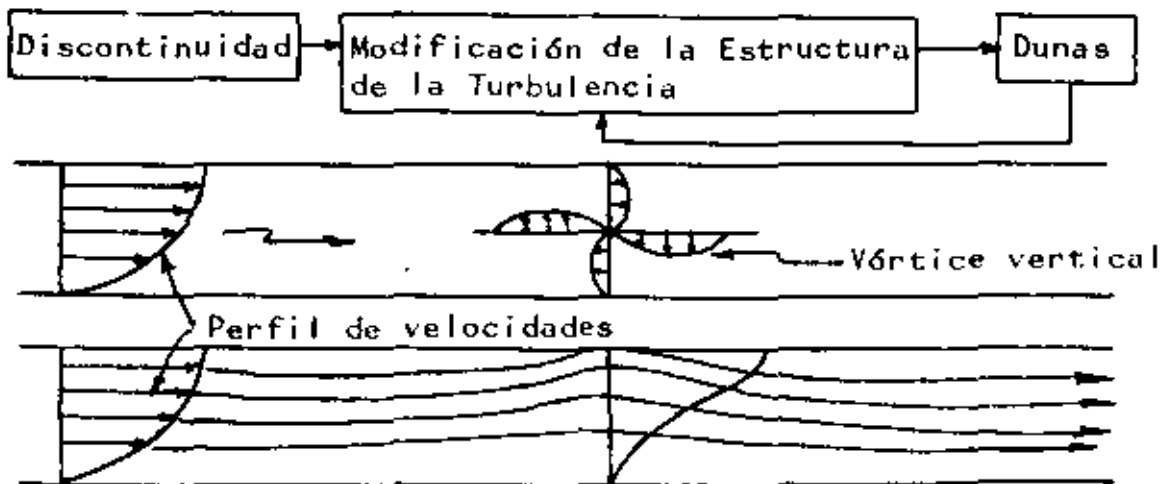 Discontinuidad
Modificación de la Estructura
de la Turbulencia
Dunas
Vórtice vertical
Perfil de velocidades